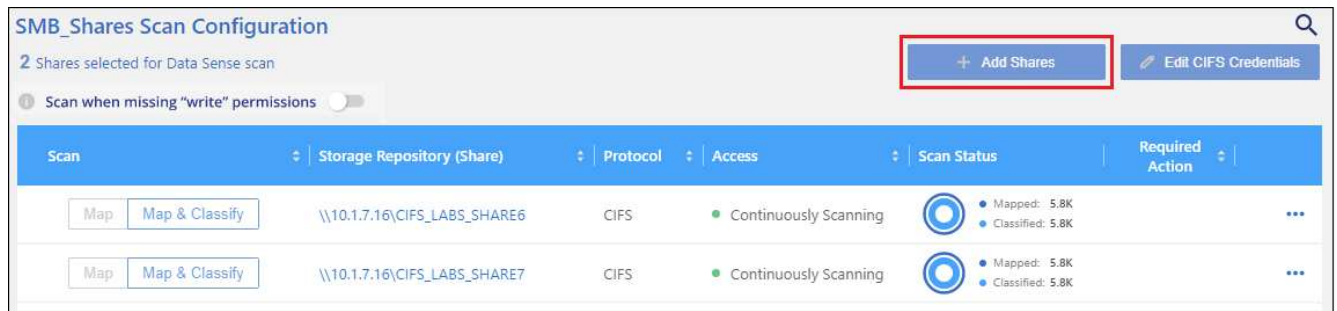 SMB_Shares Scan Configuration
2 Shares selected for Data Sense scan
+ Add Shares
Edit CIFS Credentials
Scan when missing "write" permissions
Scan Storage Repository (Share) Protocol Access Scan Status Required Action
Map Map & Classify \\10.1.7.16\CIFS_LABS_SHARE6 CIFS Continuously Scanning Mapped: 5.8K
Classified: 5.8K
Map Map & Classify \\10.1.7.16\CIFS_LABS_SHARE7 CIFS Continuously Scanning Mapped: 5.8K
Classified: 5.8K